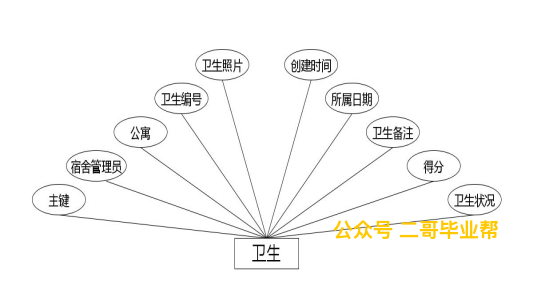 卫生照片
创建时间
卫生编号
所属日期
公寓
卫生备注
宿舍管理员
得分
主键
卫生状况
公众号 二哥毕业帮
卫生